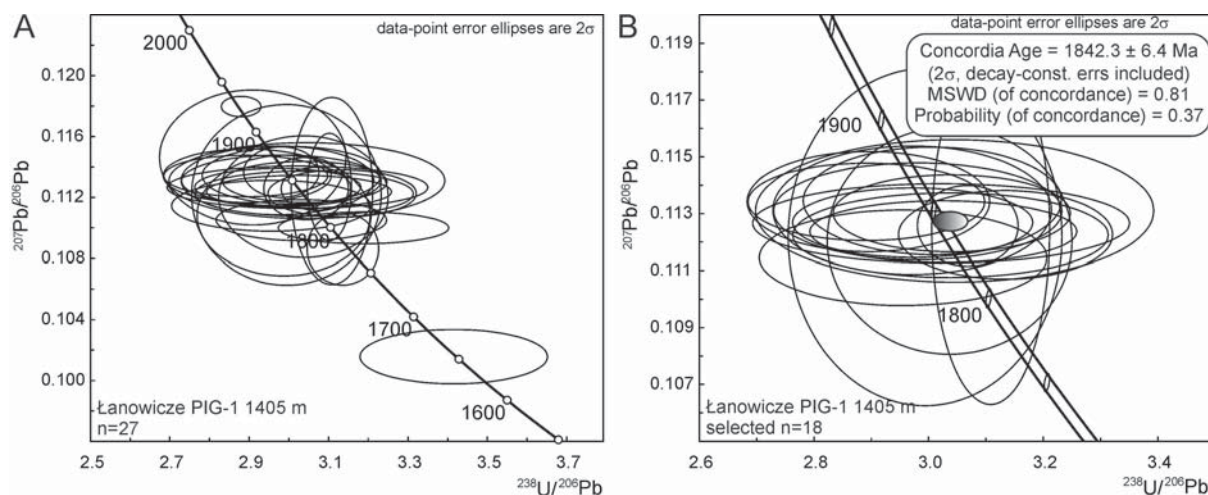 A
data-point error ellipses are 2σ
2000
0.120
1900
0.116
0.112
1800
0.108
1700
0.104
0.100
1600
²⁰⁷Pb/²⁰⁶Pb
Łanowicze PIG-1 1405 m
n=27
2.5 2.7 2.9 3.1 3.3 3.5 3.7
²³⁸U/²⁰⁶Pb
B
data-point error ellipses are 2σ
Concordia Age = 1842.3 ± 6.4 Ma
(2σ, decay-const. errs included)
MSWD (of concordance) = 0.81
Probability (of concordance) = 0.37
0.119
0.117
1900
0.115
0.113
0.111
1800
0.109
0.107
²⁰⁷Pb/²⁰⁶Pb
Łanowicze PIG-1 1405 m
selected n=18
2.6 2.8 3.0 3.2 3.4
²³⁸U/²⁰⁶Pb